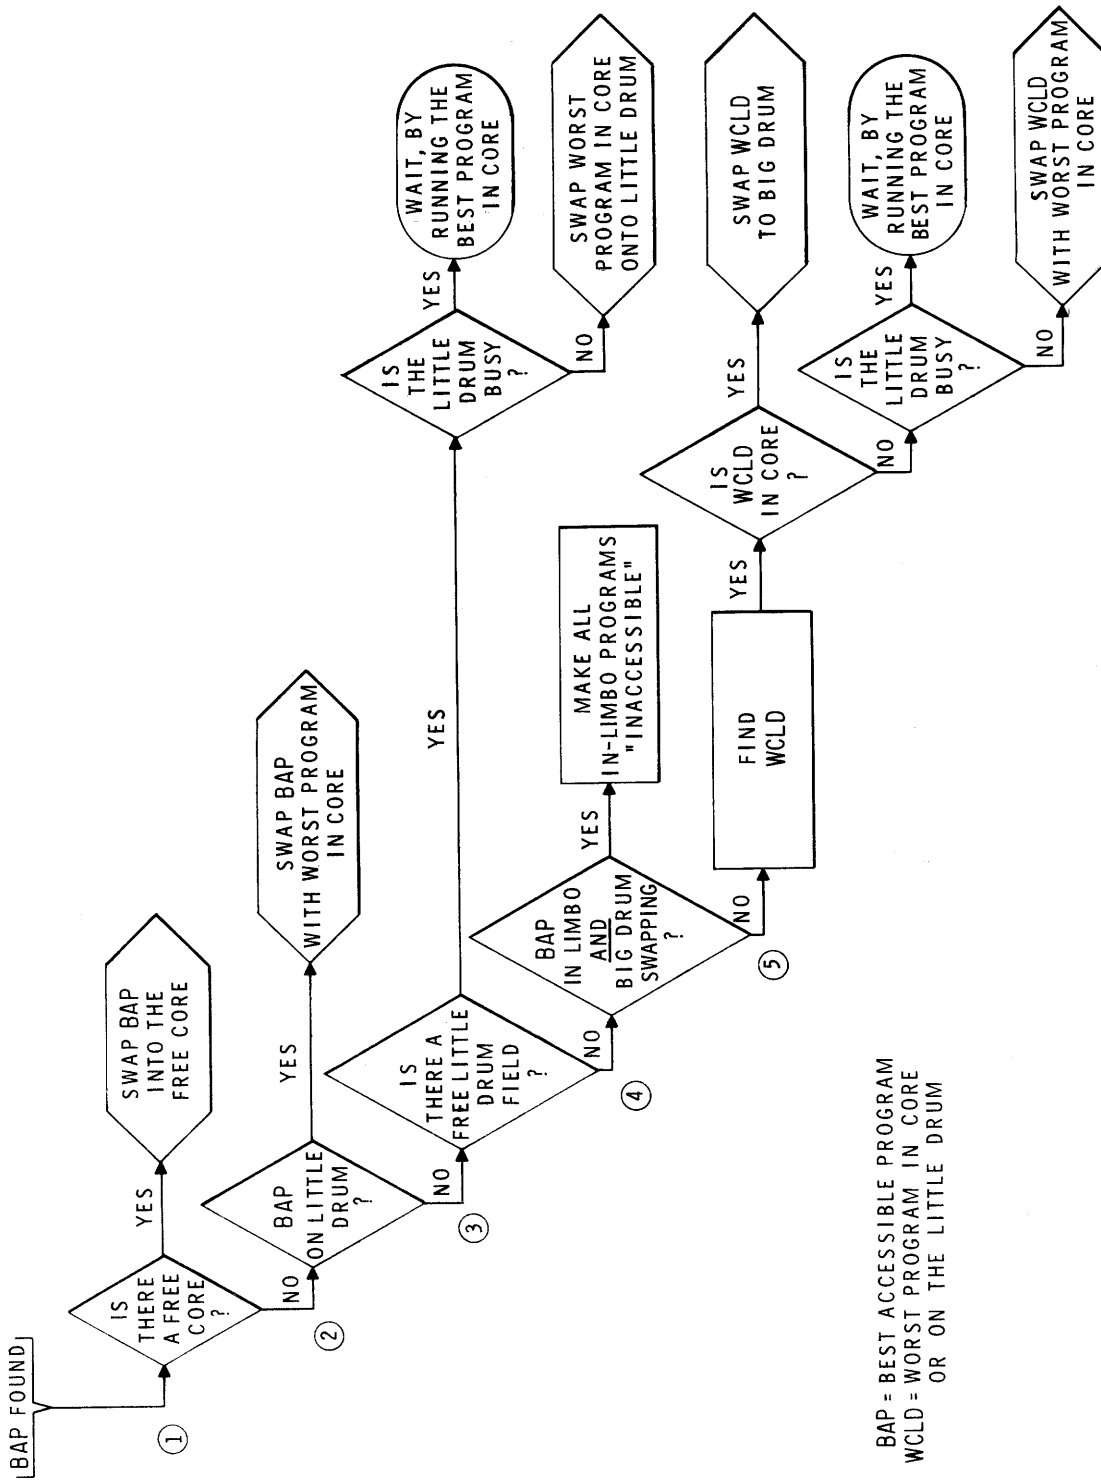 BAP FOUND
1
IS
THERE
A FREE
CORE
?
YES
SWAP BAP
INTO THE
FREE CORE
NO
2
BAP
ON LITTLE
DRUM
?
YES
SWAP BAP
WITH WORST PROGRAM
IN CORE
NO
3
IS
THERE A
FREE LITTLE
DRUM
FIELD
?
YES
IS
THE
LITTLE
DRUM
BUSY
?
YES
WAIT, BY
RUNNING THE
BEST PROGRAM
IN CORE
NO
SWAP WORST
PROGRAM IN CORE
ONTO LITTLE DRUM
NO
4
BAP
IN LIMBO
AND
BIG DRUM
SWAPPING
?
YES
MAKE ALL
IN-LIMBO PROGRAMS
"INACCESSIBLE"
NO
5
FIND
WCLD
YES
IS
WCLD
IN CORE
?
YES
SWAP WCLD
TO BIG DRUM
NO
IS
THE
LITTLE
DRUM
BUSY
?
YES
WAIT, BY
RUNNING THE
BEST PROGRAM
IN CORE
NO
SWAP WCLD
WITH WORST PROGRAM
IN CORE
BAP = BEST ACCESSIBLE PROGRAM
WCLD = WORST PROGRAM IN CORE
OR ON THE LITTLE DRUM